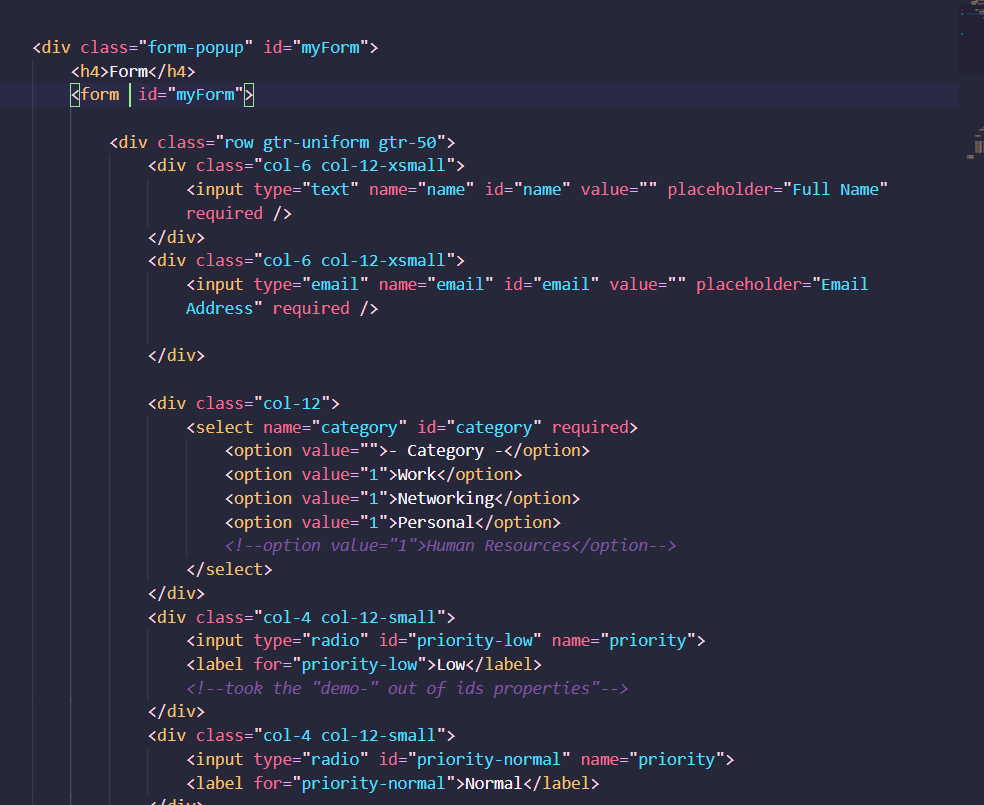 <div class="form-popup" id="myForm">
<h4>Form</h4>
<form id="myForm">
<div class="row gtr-uniform gtr-50">
<div class="col-6 col-12-xsmall">
<input type="text" name="name" id="name" value="" placeholder="Full Name"
required />
</div>
<div class="col-6 col-12-xsmall">
<input type="email" name="email" id="email" value="" placeholder="Email
Address" required />
</div>
<div class="col-12">
<select name="category" id="category" required>
<option value="">- Category -</option>
<option value="1">Work</option>
<option value="1">Networking</option>
<option value="1">Personal</option>
<!--option value="1">Human Resources</option-->
</select>
</div>
<div class="col-4 col-12-small">
<input type="radio" id="priority-low" name="priority">
<label for="priority-low">Low</label>
<!--took the "demo-" out of ids properties"-->
</div>
<div class="col-4 col-12-small">
<input type="radio" id="priority-normal" name="priority">
<label for="priority-normal">Normal</label>
</div>